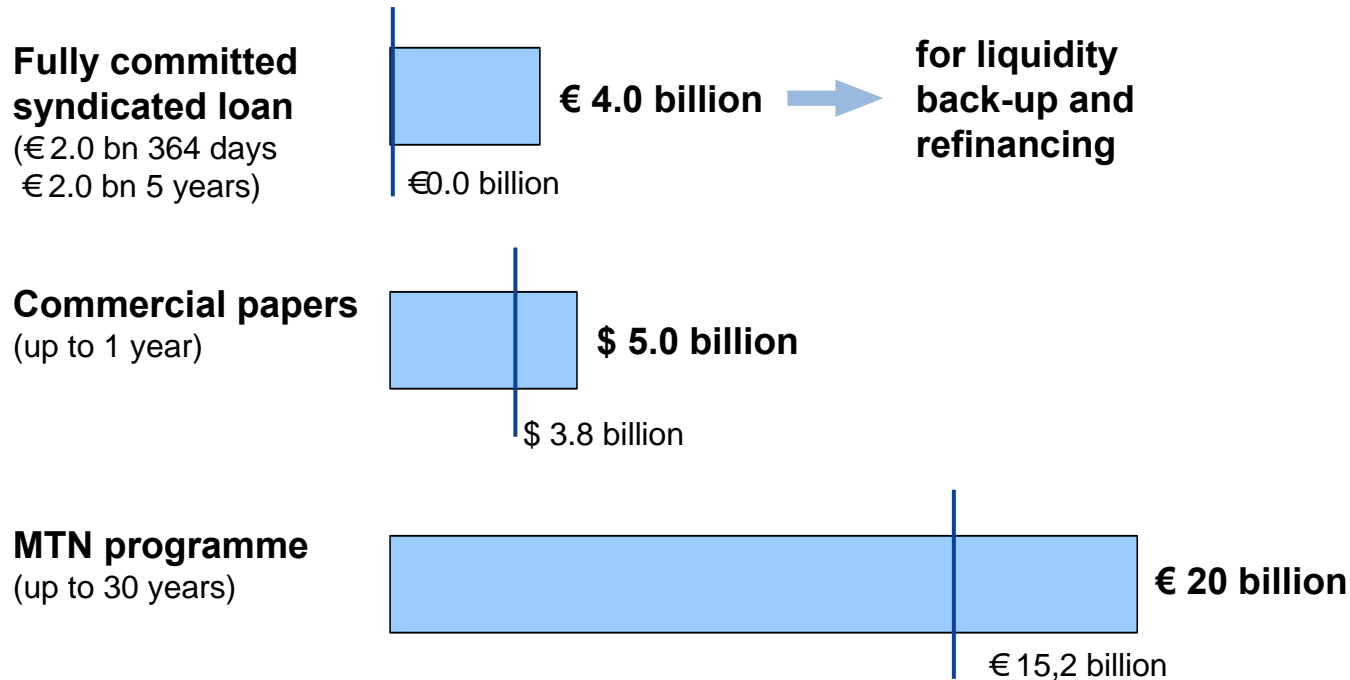 Fully committed
syndicated loan
(€ 2.0 bn 364 days
€ 2.0 bn 5 years)
€ 4.0 billion
for liquidity
back-up and
refinancing
€0.0 billion
Commercial papers
(up to 1 year)
$ 5.0 billion
$ 3.8 billion
MTN programme
(up to 30 years)
€ 20 billion
€ 15,2 billion